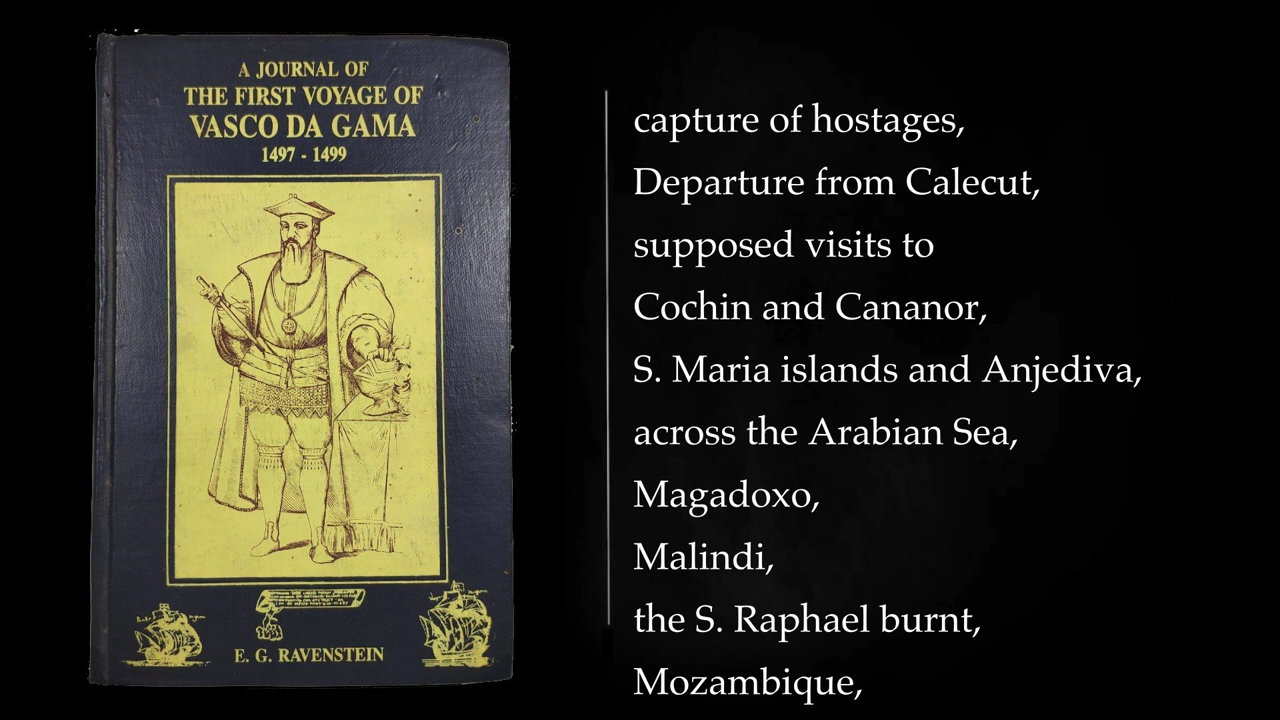 A JOURNAL OF
THE FIRST VOYAGE OF
VASCO DA GAMA
1497 - 1499
E. G. RAVENSTEIN
capture of hostages,
Departure from Calecut,
supposed visits to
Cochin and Cananor,
S. Maria islands and Anjediva,
across the Arabian Sea,
Magadoxo,
Malindi,
the S. Raphael burnt,
Mozambique,